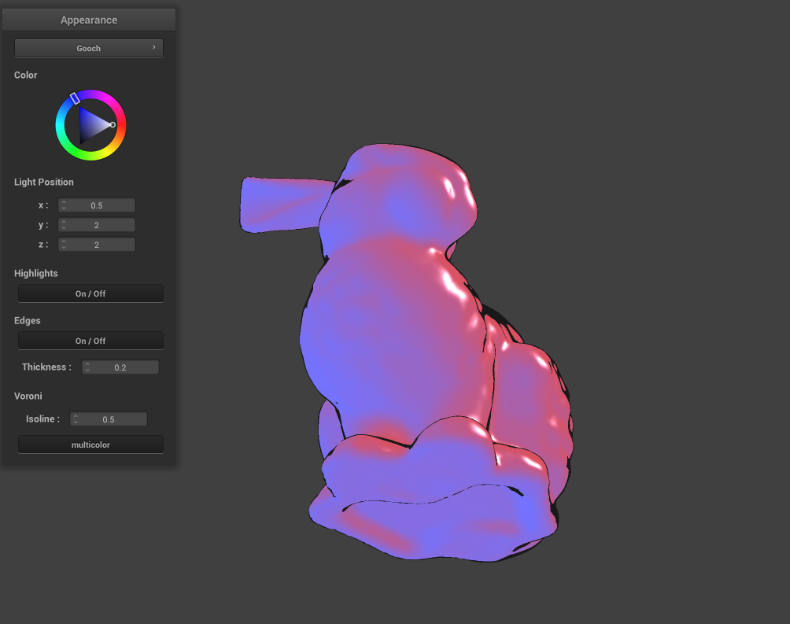 Appearance
Gooch
Color
Light Position
x : 0.5
y : 2
z : 2
Highlights
On / Off
Edges
On / Off
Thickness : 0.2
Voroni
Isoline : 0.5
multicolor